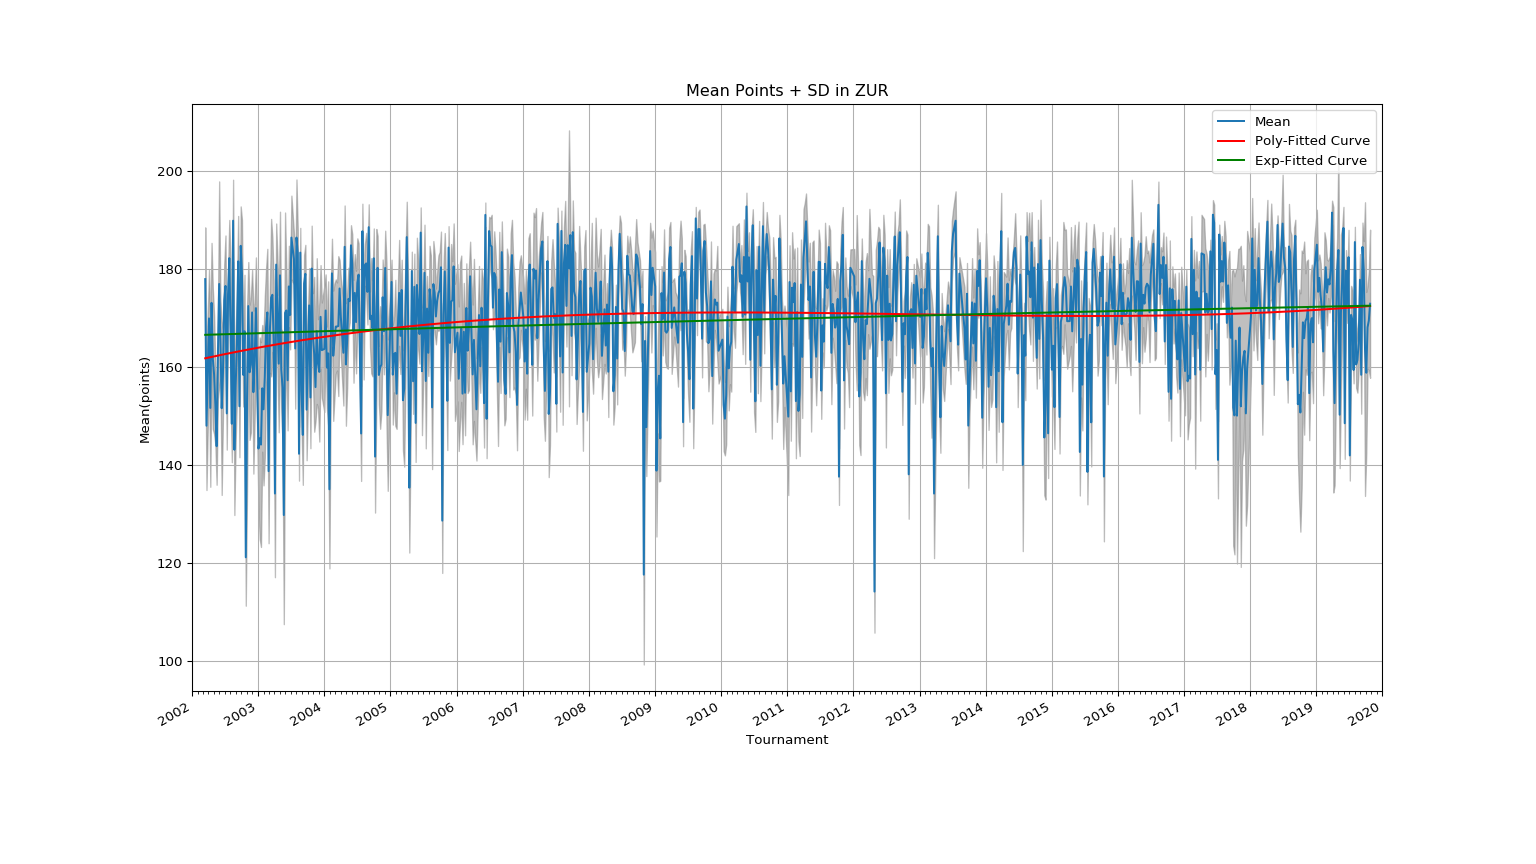 Mean Points + SD in ZUR
Mean
Poly-Fitted Curve
Exp-Fitted Curve
Mean(points)
200
180
160
140
120
100
2002 2003 2004 2005 2006 2007 2008 2009 2010 2011 2012 2013 2014 2015 2016 2017 2018 2019 2020
Tournament